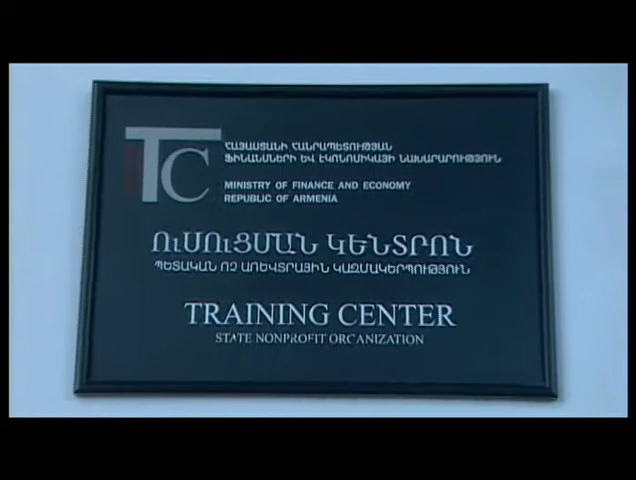 TC
ՀԱՅԱՍՏԱՆԻ ՀԱՆՐԱՊԵՏՈՒԹՅԱՆ
ՖԻՆԱՆՍՆԵՐԻ ԵՎ ԷԿՈՆՈՄԻԿԱՅԻ ՆԱԽԱՐԱՐՈՒԹՅՈՒՆ
MINISTRY OF FINANCE AND ECONOMY
REPUBLIC OF ARMENIA
ՈւՍՈւՑՄԱՆ ԿԵՆՏՐՈՆ
ՊԵՏԱԿԱՆ ՈՉ ԱՌԵՎՏՐԱՅԻՆ ԿԱԶՄԱԿԵՐՊՈՒԹՅՈՒՆ
TRAINING CENTER
STATE NONPROFIT ORGANIZATION